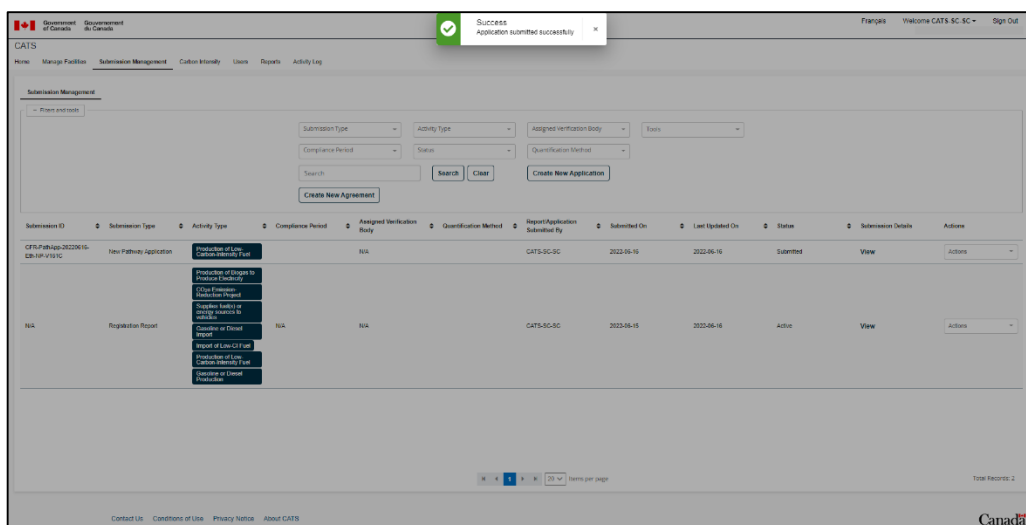 Government of Canada
Gouvernement du Canada
Success
Application submitted successfully
×
Français
Welcome CATS-SC-SC
Sign Out
CATS
Home
Manage Facilities
Submission Management
Carbon Intensity
Users
Reports
Activity Log
Submission Management
Filters and tools
Submission Type
Activity Type
Assigned Verification Body
Tools
Compliance Period
Status
Quantification Method
Search
Search
Clear
Create New Application
Create New Agreement
Submission ID
Submission Type
Activity Type
Compliance Period
Assigned Verification
Body
Quantification Method
Report/Application
Submitted By
Submitted On
Last Updated On
Status
Submission Details
Actions
New Pathway Application
Production of Low-
Carbon-Intensity Fuel
N/A
CATS-SC-SC
2022-06-16
2022-06-16
Submitted
View
Actions
N/A
Registration Report
Production of Biogas to
Produce Electricity
CO₂e Emission-
Reduction Project
Supplies fuel(s) or
energy sources to
vehicles
Gasoline or Diesel
Import
Import of Low-CI Fuel
Production of Low-
Carbon-Intensity Fuel
Gasoline or Diesel
Production
N/A
N/A
CATS-SC-SC
2022-06-15
2022-06-16
Active
View
Actions
1
20
Items per page
Total Records: 2
Contact Us
Conditions of Use
Privacy Notice
About CATS
Canada